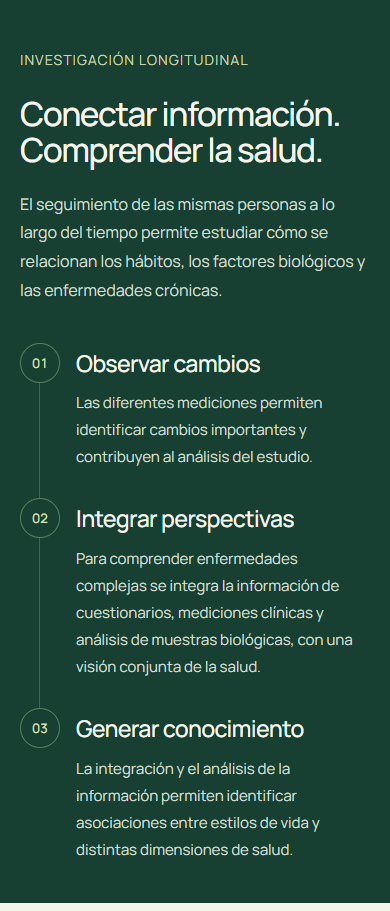 INVESTIGACIÓN LONGITUDINAL
Conectar información.
Comprender la salud.
El seguimiento de las mismas personas a lo
largo del tiempo permite estudiar cómo se
relacionan los hábitos, los factores biológicos y
las enfermedades crónicas.
01
Observar cambios
Las diferentes mediciones permiten
identificar cambios importantes y
contribuyen al análisis del estudio.
02
Integrar perspectivas
Para comprender enfermedades
complejas se integra la información de
cuestionarios, mediciones clínicas y
análisis de muestras biológicas, con una
visión conjunta de la salud.
03
Generar conocimiento
La integración y el análisis de la
información permiten identificar
asociaciones entre estilos de vida y
distintas dimensiones de salud.